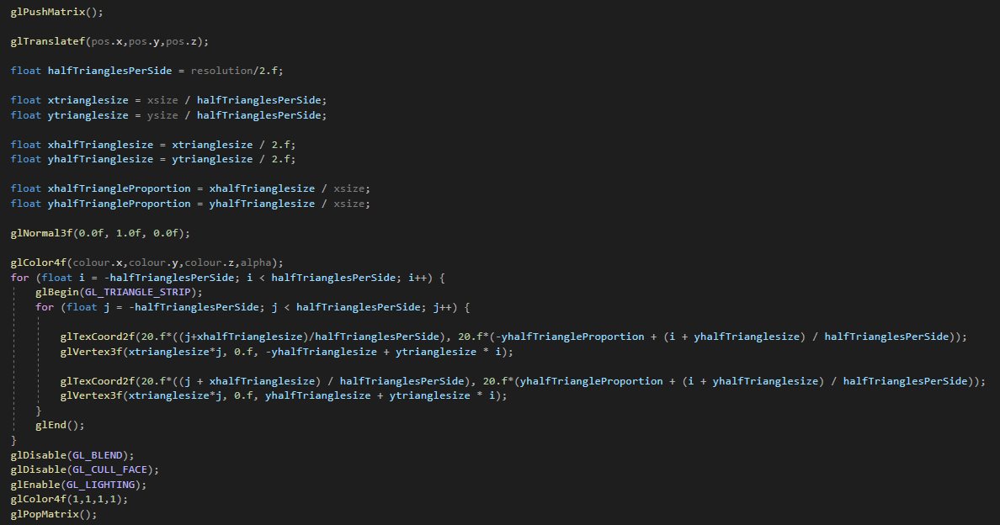 glPushMatrix();
glTranslatef(pos.x,pos.y,pos.z);
float halfTrianglesPerSide = resolution/2.f;
float xtrianglesize = xsize / halfTrianglesPerSide;
float ytrianglesize = ysize / halfTrianglesPerSide;
float xhalfTrianglesize = xtrianglesize / 2.f;
float yhalfTrianglesize = ytrianglesize / 2.f;
float xhalfTriangleProportion = xhalfTrianglesize / xsize;
float yhalfTriangleProportion = yhalfTrianglesize / xsize;
glNormal3f(0.0f, 1.0f, 0.0f);
glColor4f(colour.x,colour.y,colour.z,alpha);
for (float i = -halfTrianglesPerSide; i < halfTrianglesPerSide; i++) {
    glBegin(GL_TRIANGLE_STRIP);
    for (float j = -halfTrianglesPerSide; j < halfTrianglesPerSide; j++) {
        glTexCoord2f(20.f*((j+xhalfTrianglesize)/halfTrianglesPerSide), 20.f*(-yhalfTriangleProportion + (i + yhalfTrianglesize) / halfTrianglesPerSide));
        glVertex3f(xtrianglesize*j, 0.f, -yhalfTrianglesize + ytrianglesize * i);
        glTexCoord2f(20.f*((j + xhalfTrianglesize) / halfTrianglesPerSide), 20.f*(yhalfTriangleProportion + (i + yhalfTrianglesize) / halfTrianglesPerSide));
        glVertex3f(xtrianglesize*j, 0.f, yhalfTrianglesize + ytrianglesize * i);
    }
    glEnd();
}
glDisable(GL_BLEND);
glDisable(GL_CULL_FACE);
glEnable(GL_LIGHTING);
glColor4f(1,1,1,1);
glPopMatrix();